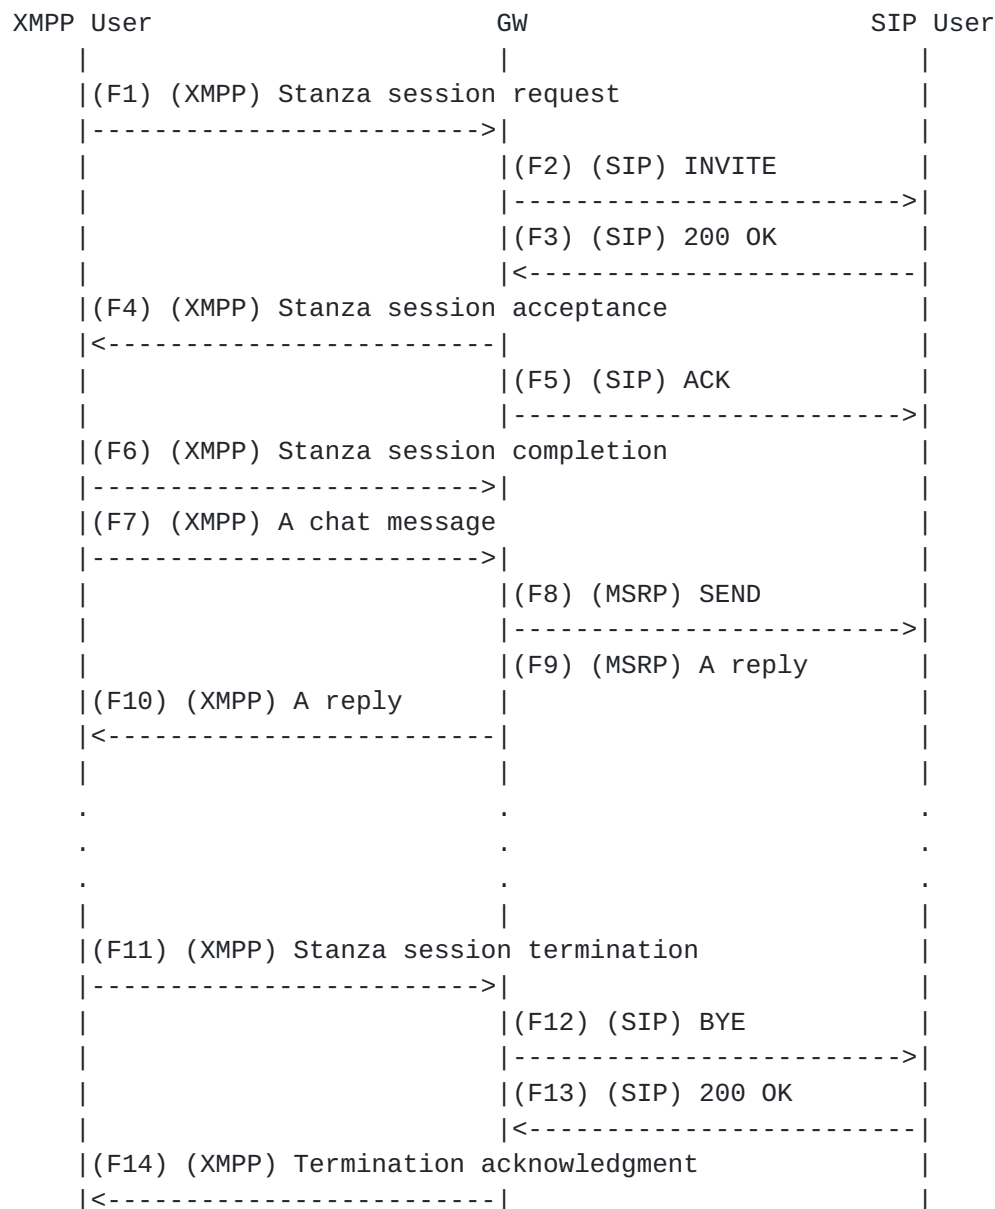 XMPP User                      GW                      SIP User
    |                          |                          |
    |(F1) (XMPP) Stanza session request                   |
    |------------------------->|                          |
    |                          |(F2) (SIP) INVITE         |
    |                          |------------------------->|
    |                          |(F3) (SIP) 200 OK         |
    |                          |<-------------------------|
    |(F4) (XMPP) Stanza session acceptance                |
    |<-------------------------|                          |
    |                          |(F5) (SIP) ACK            |
    |                          |------------------------->|
    |(F6) (XMPP) Stanza session completion                |
    |------------------------->|                          |
    |(F7) (XMPP) A chat message                           |
    |------------------------->|                          |
    |                          |(F8) (MSRP) SEND          |
    |                          |------------------------->|
    |                          |(F9) (MSRP) A reply       |
    |(F10) (XMPP) A reply      |                          |
    |<-------------------------|                          |
    |                          |                          |
    .                          .                          .
    .                          .                          .
    .                          .                          .
    |                          |                          |
    |(F11) (XMPP) Stanza session termination              |
    |------------------------->|                          |
    |                          |(F12) (SIP) BYE           |
    |                          |------------------------->|
    |                          |(F13) (SIP) 200 OK        |
    |                          |<-------------------------|
    |(F14) (XMPP) Termination acknowledgment              |
    |<-------------------------|                          |